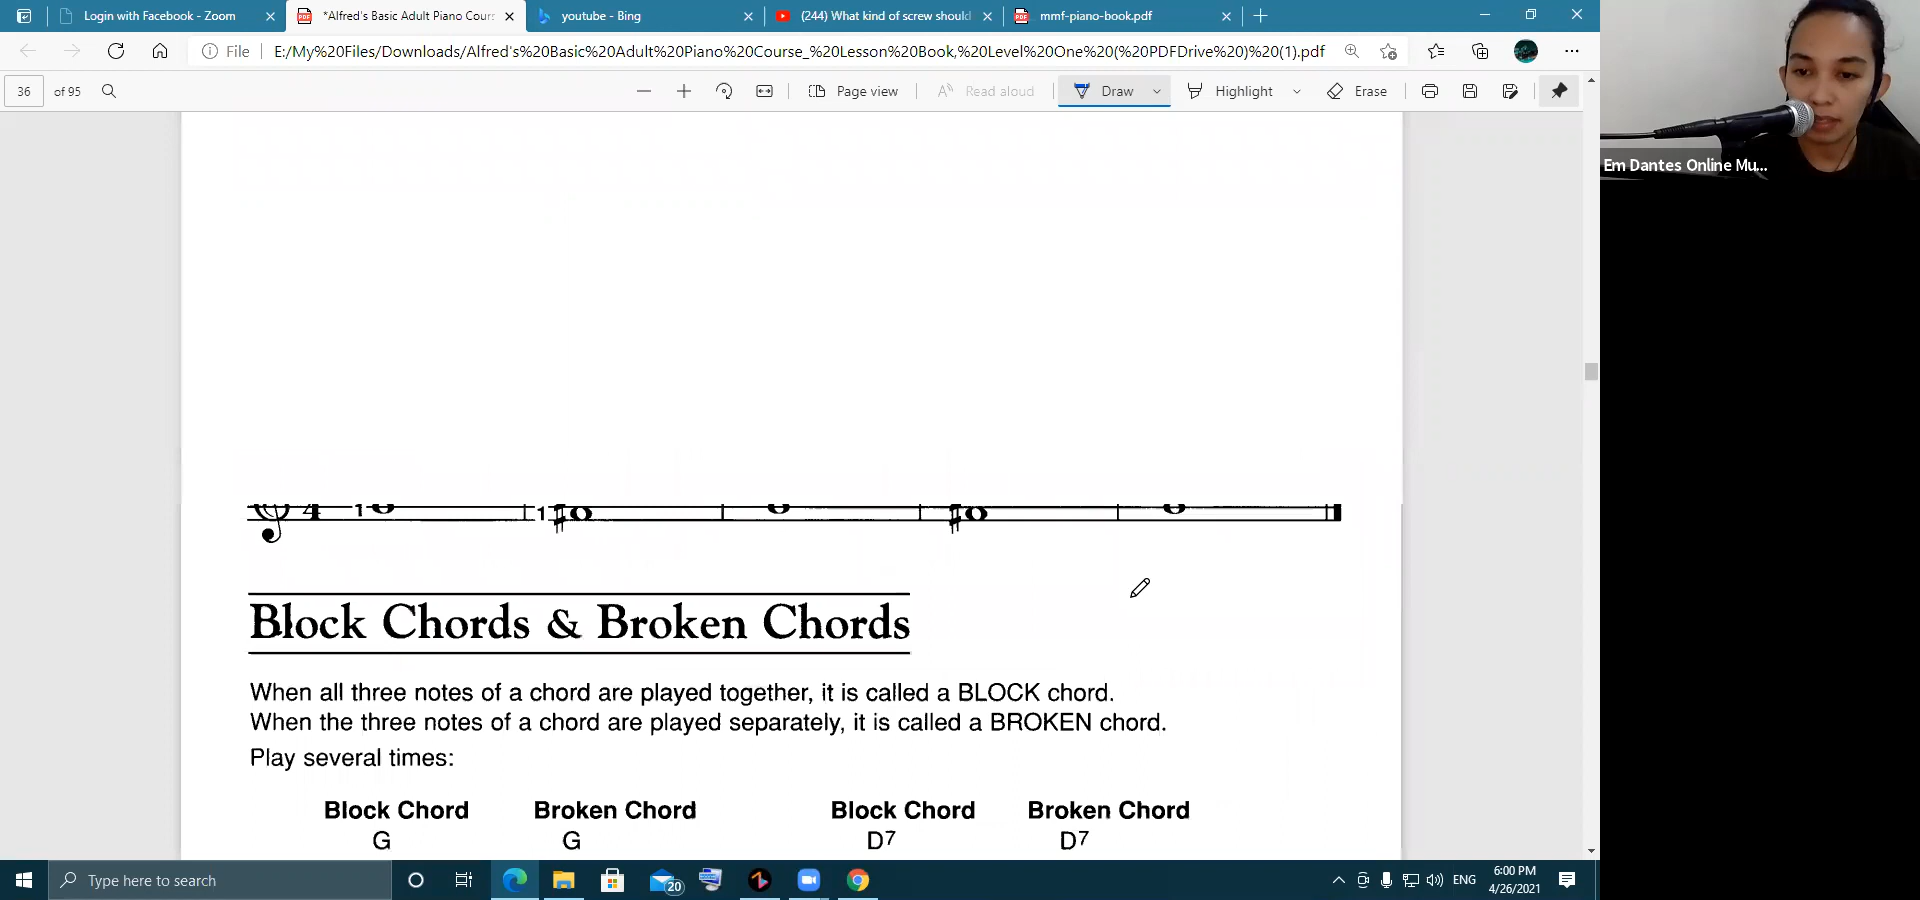 Login with Facebook - Zoom
*Alfred's Basic Adult Piano Cours
youtube - Bing
(244) What kind of screw should
mmf-piano-book.pdf
File
E:/My%20Files/Downloads/Alfred's%20Basic%20Adult%20Piano%20Course_%20Lesson%20Book,%20Level%20One%20(%20PDFDrive%20)%20(1).pdf
36 of 95
Page view
Read aloud
Draw
Highlight
Erase
Em Dantes Online Mu...
4 1 1
Block Chords & Broken Chords
When all three notes of a chord are played together, it is called a BLOCK chord.
When the three notes of a chord are played separately, it is called a BROKEN chord.
Play several times:
Block Chord Broken Chord Block Chord Broken Chord
G G D7 D7
Type here to search
20
ENG
6:00 PM
4/26/2021